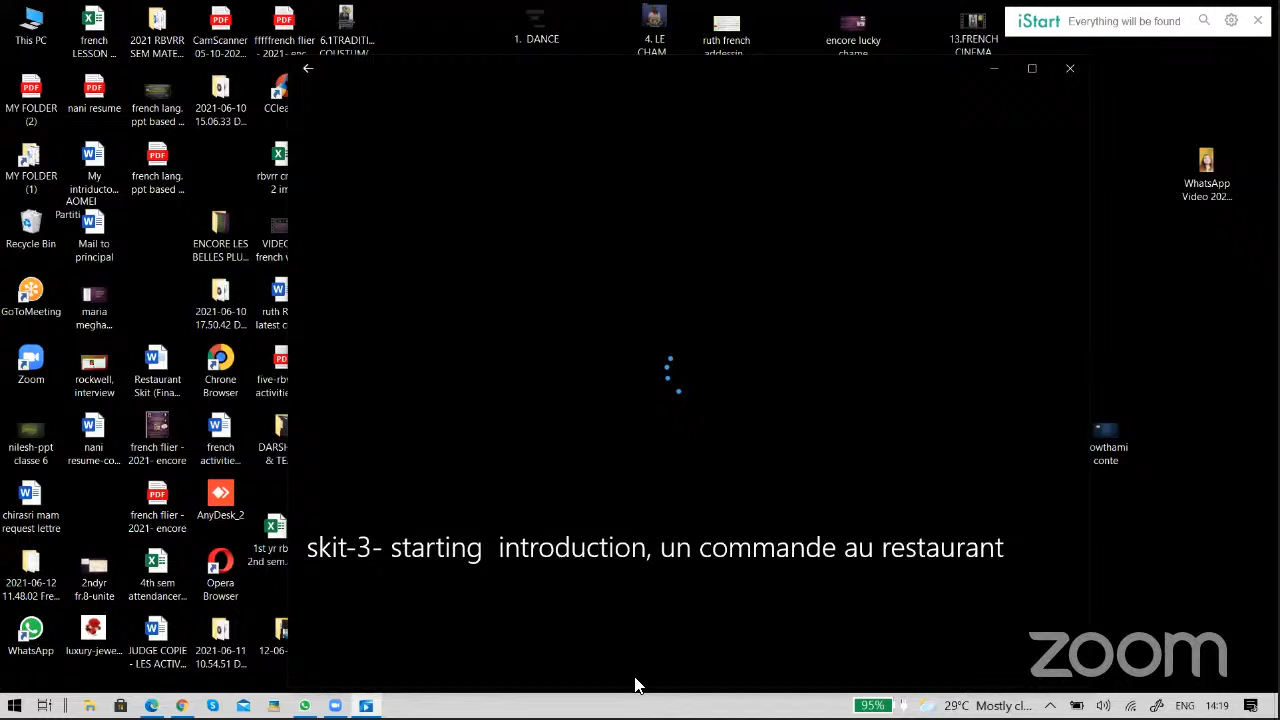 iStart Everything will be found
This PC
french
LESSON ...
2021 RBVRR
SEM MATE...
CamScanner
05-10-202...
fffffrench flier
- 2021- enc...
6.1TRADITI...
COUSTUM...
1. DANCE
4. LE
CHAM...
ruth french
addessin...
encore lucky
chame...
13.FRENCH
CINEMA
MY FOLDER
(2)
nani resume
french lang.
ppt based ...
2021-06-10
15.06.33 D...
CClea...
MY FOLDER
(1)
My
intriducto...
french lang.
ppt based ...
rbvrr cr...
2 im...
WhatsApp
Video 202...
AOMEI
Partiti...
Recycle Bin
Mail to
principal
ENCORE LES
BELLES PLU...
VIDEO
french v...
GoToMeeting
maria
megha...
2021-06-10
17.50.42 D...
ruth R
latest c...
Zoom
rockwell,
interview
Restaurant
Skit (Fina...
Chrome
Browser
five-rbv
activitie
nilesh-ppt
classe 6
nani
resume-co...
french flier -
2021- encore
french
activitie...
DARSH
& TE
owthami
conte
chirasri mam
request lettre
french flier -
2021- encore
AnyDesk_2
1st yr rb
2nd sem.
skit-3- starting introduction, un commande au restaurant
2021-06-12
11.48.02 Fre...
2ndyr
fr.8-unite
4th sem
attendancer...
Opera
Browser
WhatsApp
luxury-jewe...
JUDGE COPIE
- LES ACTIV...
2021-06-11
10.54.51 D...
12-06-
zoom
95%
29°C Mostly cl...
ENG
14:19